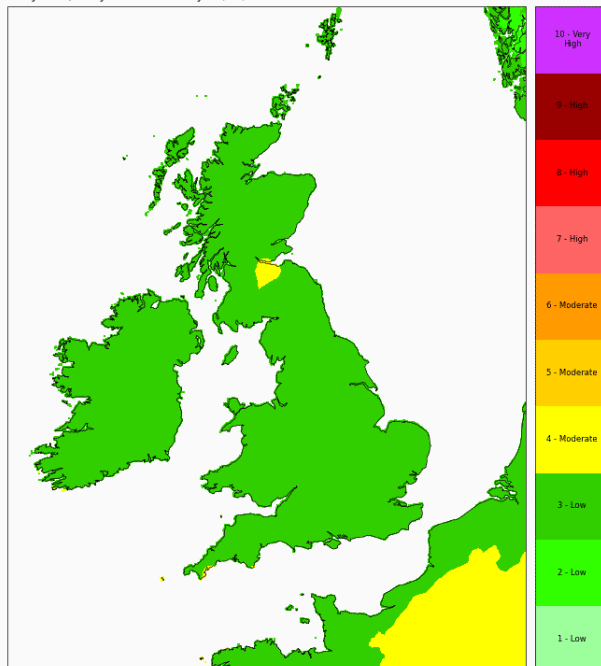 10 - Very
High
9 - High
8 - High
7 - High
6 - Moderate
5 - Moderate
4 - Moderate
3 - Low
2 - Low
1 - Low